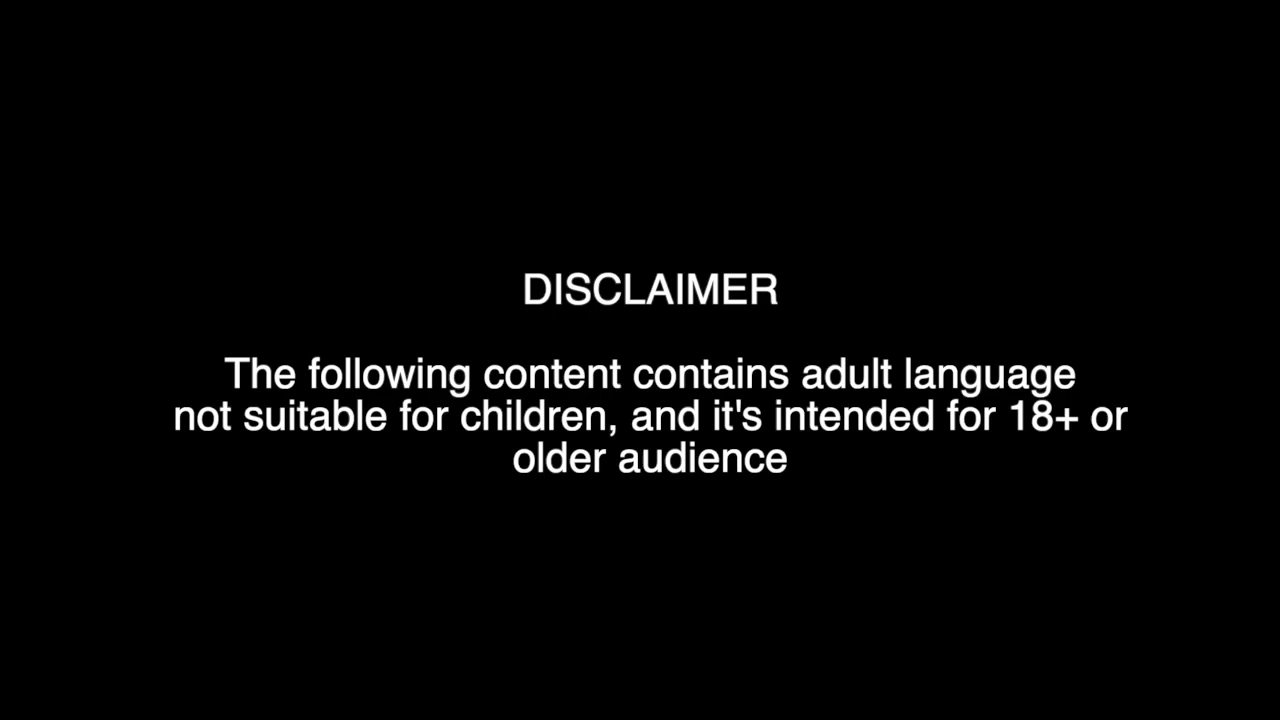 DISCLAIMER
The following content contains adult language
not suitable for children, and it's intended for 18+ or
older audience